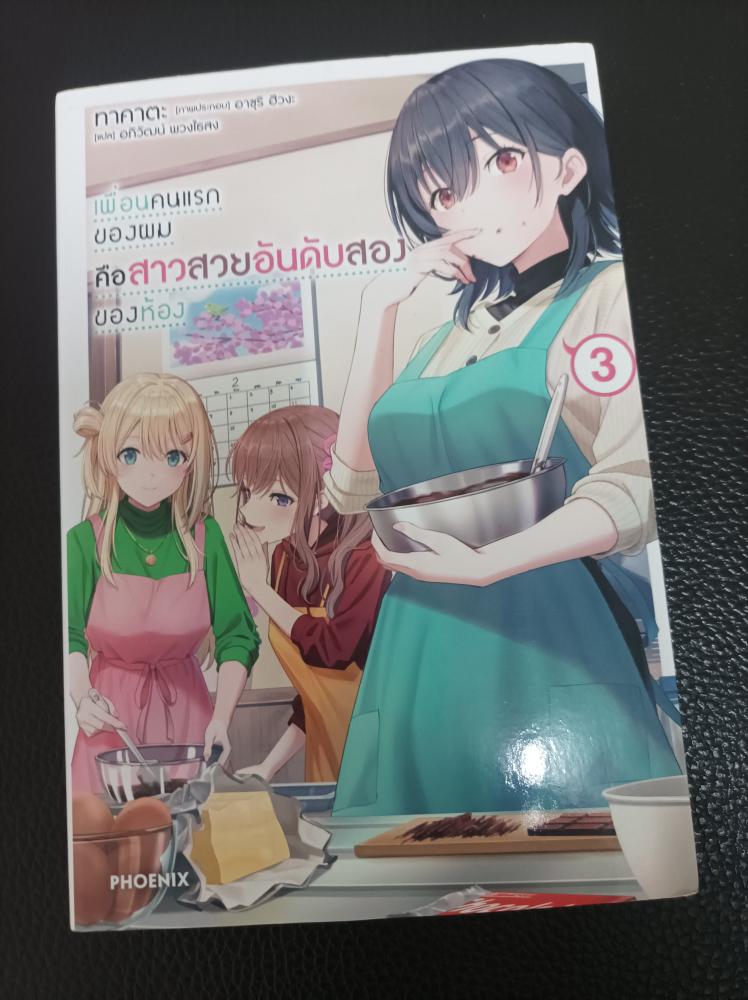 ทาคาตะ [ภาพประกอบ] อาซุริ ฮิวงะ
[แปล] อภิวัฒน์ พวงไธสง
เพื่อนคนแรก
ของผม
คือสาวสวยอันดับสอง
ของห้อง
3
2
PHOENIX